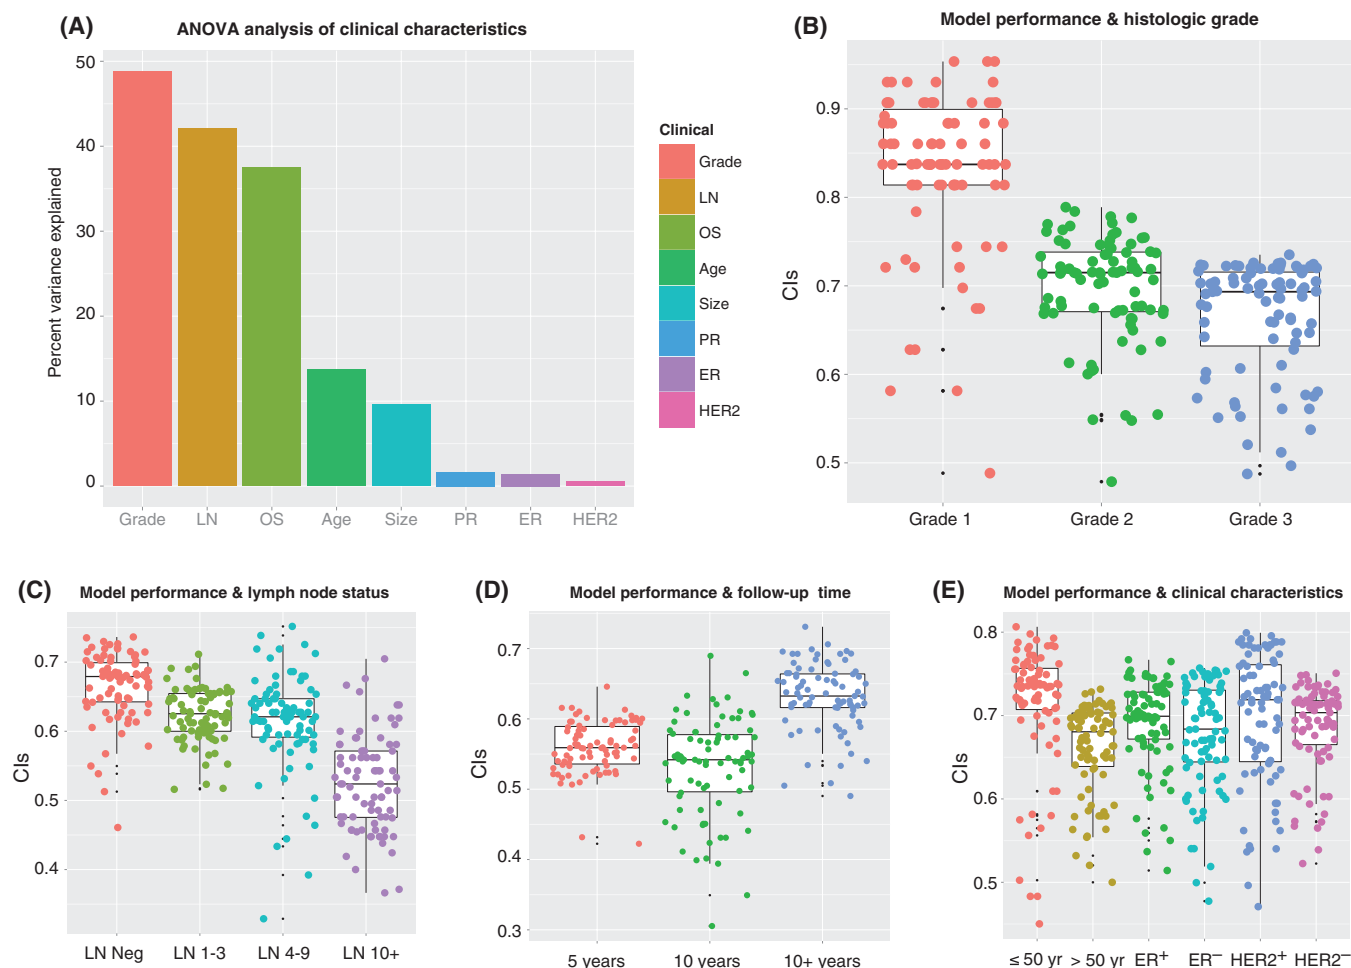 (A) ANOVA analysis of clinical characteristics
Percent variance explained
50
40
30
20
10
0
Grade LN OS Age Size PR ER HER2
Clinical
Grade
LN
OS
Age
Size
PR
ER
HER2
(B) Model performance & histologic grade
CIs
0.9
0.8
0.7
0.6
0.5
Grade 1 Grade 2 Grade 3
(C) Model performance & lymph node status
CIs
0.7
0.6
0.5
0.4
LN Neg LN 1-3 LN 4-9 LN 10+
(D) Model performance & follow-up time
CIs
0.7
0.6
0.5
0.4
0.3
5 years 10 years 10+ years
(E) Model performance & clinical characteristics
CIs
0.8
0.7
0.6
0.5
≤ 50 yr > 50 yr ER⁺ ER⁻ HER2⁺ HER2⁻